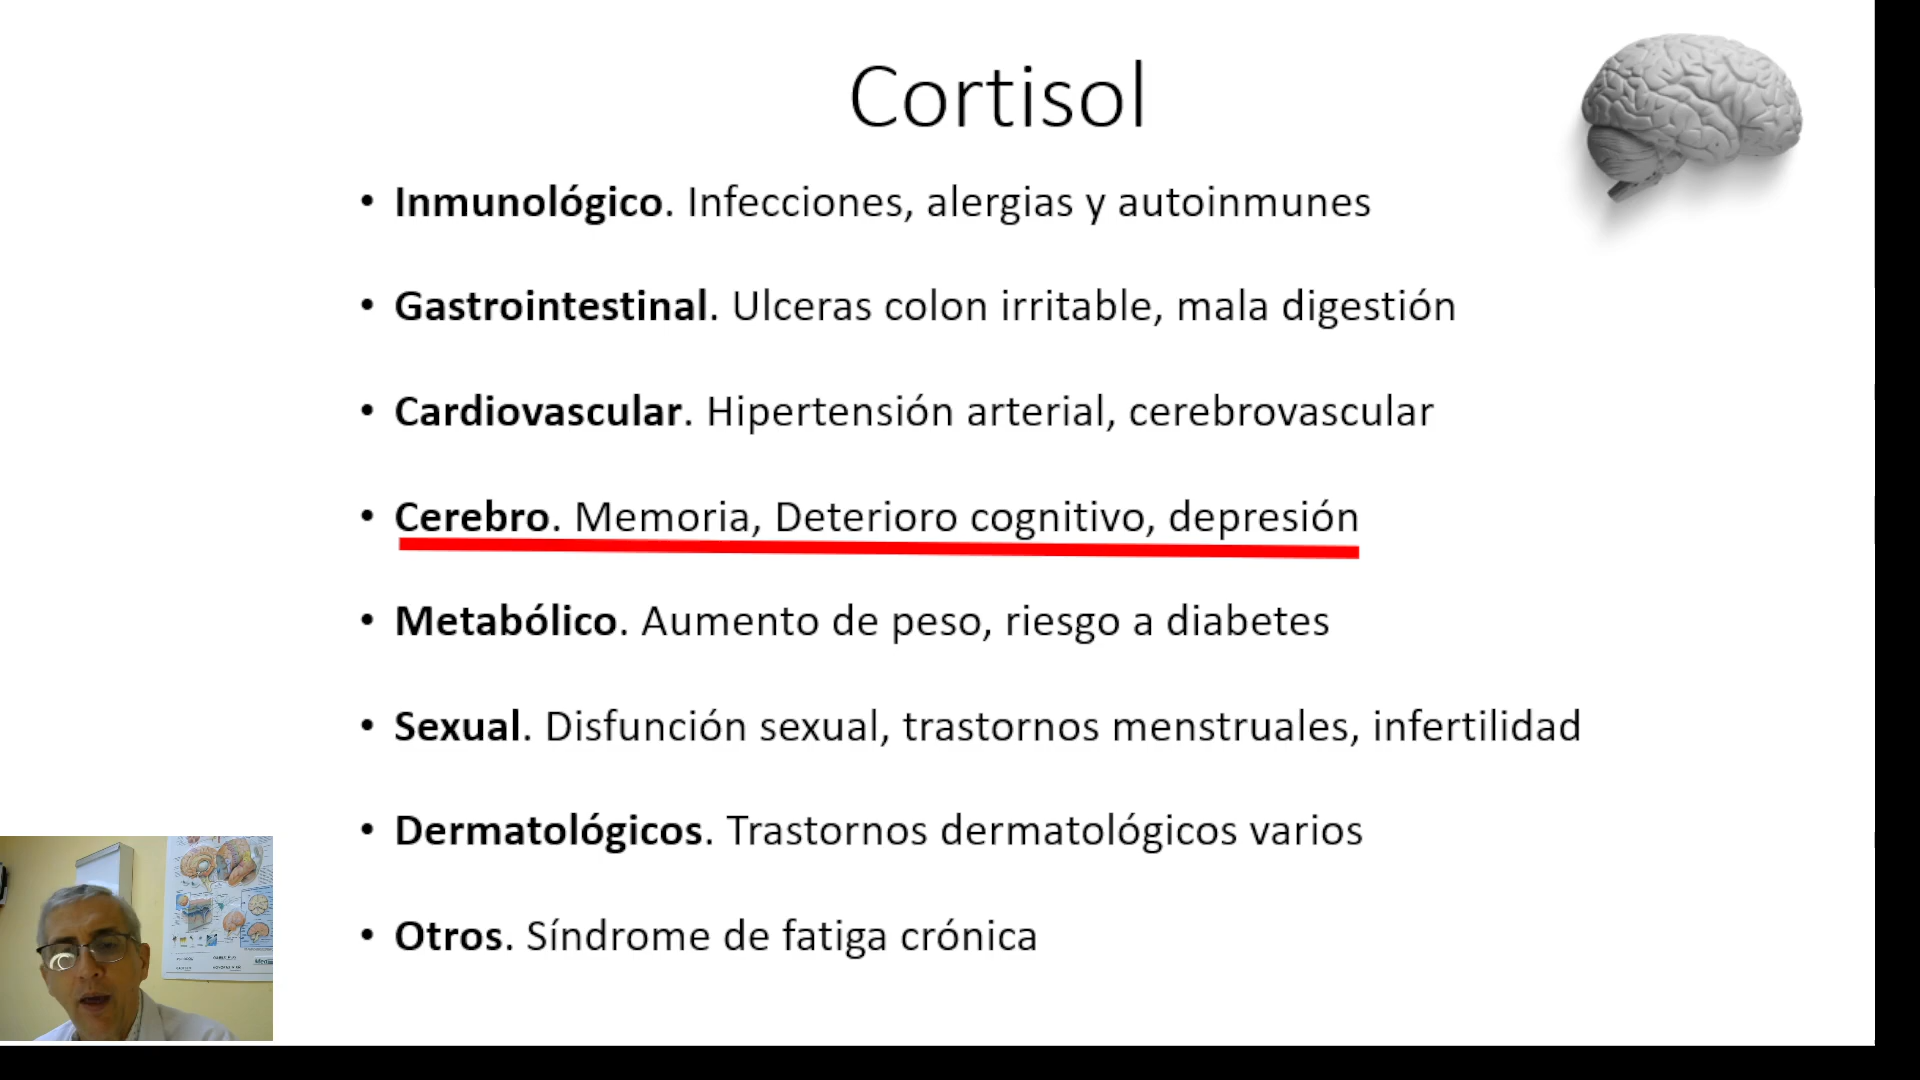 Cortisol
• Inmunológico. Infecciones, alergias y autoinmunes
• Gastrointestinal. Ulceras colon irritable, mala digestión
• Cardiovascular. Hipertensión arterial, cerebrovascular
• Cerebro. Memoria, Deterioro cognitivo, depresión
• Metabólico. Aumento de peso, riesgo a diabetes
• Sexual. Disfunción sexual, trastornos menstruales, infertilidad
• Dermatológicos. Trastornos dermatológicos varios
• Otros. Síndrome de fatiga crónica